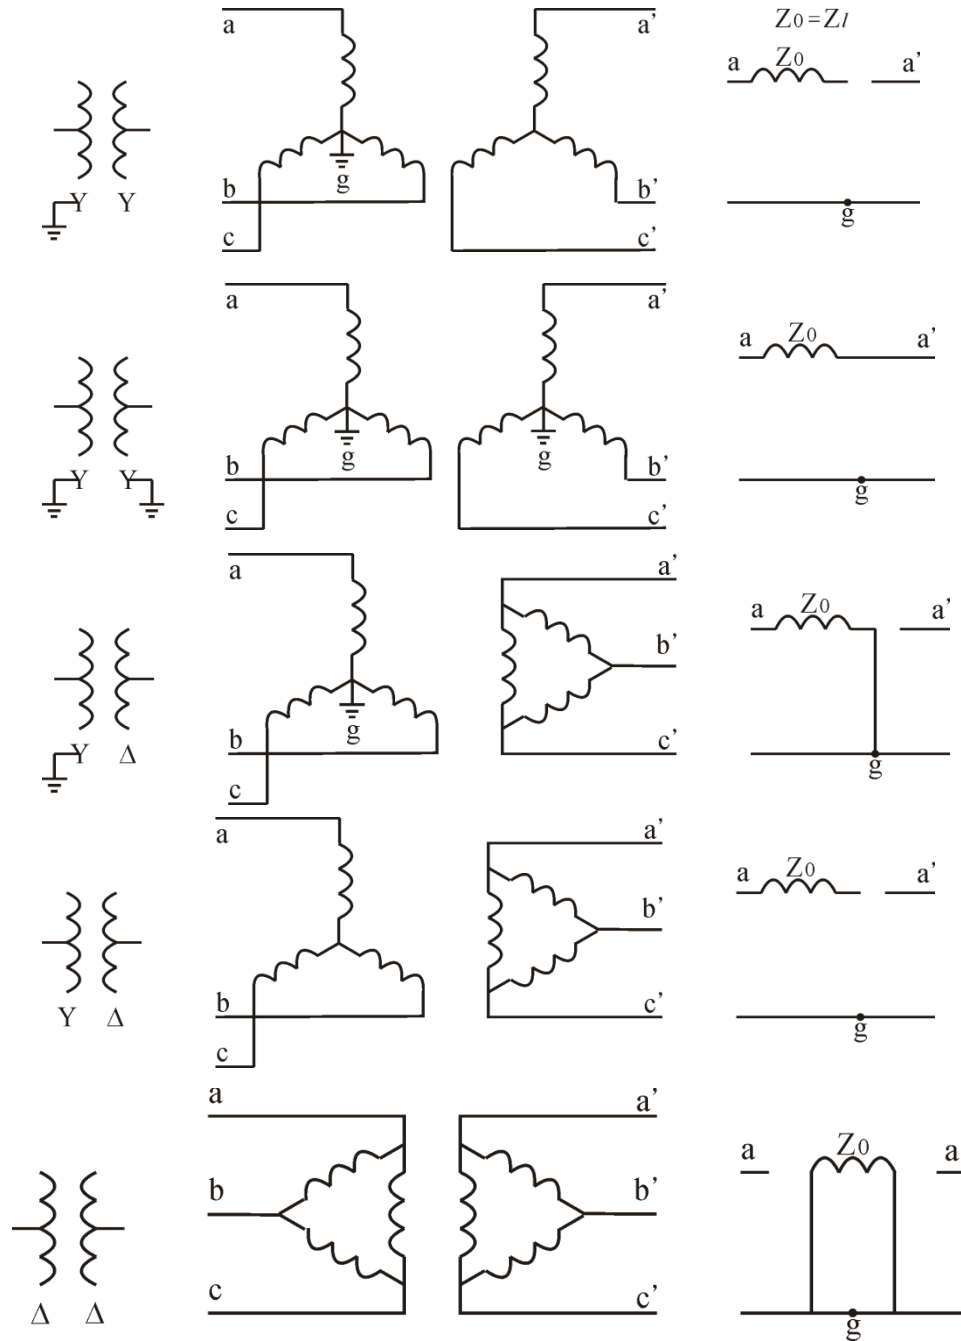 a a’ Z0 = Zl
a Z0 a’
Y Y g b b’ g
c c’
a a’
a Z0 a’
Y Y g b b’ g c c’ g
a a’
a Z0 a’
b’
Y Δ b g c’ g
c
a a’
a Z0 a’
b’
Y Δ b c’ g
c
a a’
a Z0 a
b b’
c c’
Δ Δ g